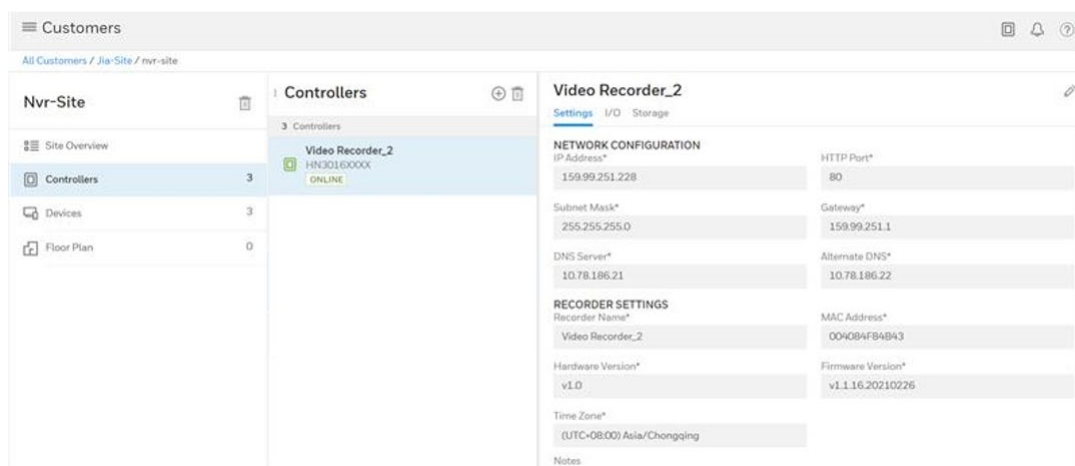 Customers
All Customers / Jia-Site / nvr-site
Nvr-Site
Site Overview
Controllers 3
Devices 3
Floor Plan 0
Controllers
3 Controllers
Video Recorder_2
HN3016XXXX
ONLINE
Video Recorder_2
Settings I/O Storage
NETWORK CONFIGURATION
IP Address* HTTP Port*
159.99.251.228 80
Subnet Mask* Gateway*
255.255.255.0 159.99.251.1
DNS Server* Alternate DNS*
10.78.186.21 10.78.186.22
RECORDER SETTINGS
Recorder Name* MAC Address*
Video Recorder_2 004084F84B43
Hardware Version* Firmware Version*
v1.0 v1.1.16.20210226
Time Zone*
(UTC+08:00) Asia/Chongqing
Notes